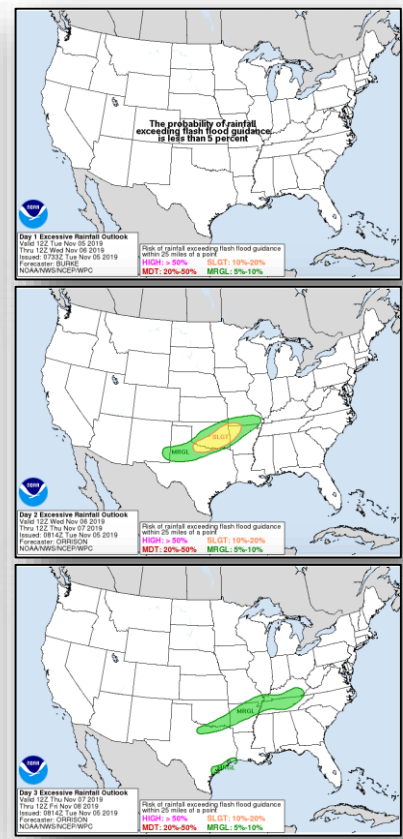 The probability of rainfall
exceeding flash flood guidance
is less than 5 percent
NOAA
Day 1 Excessive Rainfall Outlook
Valid 12Z Tue Nov 05 2019
Thru 12Z Wed Nov 06 2019
Issued: 0733Z Tue Nov 05 2019
Forecaster: BURKE
NOAA/NWS/NCEP/WPC
Risk of rainfall exceeding flash flood guidance
within 25 miles of a point
HIGH: > 50% SLGT: 10%-20%
MDT: 20%-50% MRGL: 5%-10%
SLGT
MRGL
NOAA
Day 2 Excessive Rainfall Outlook
Valid 12Z Wed Nov 06 2019
Thru 12Z Thu Nov 07 2019
Issued: 0814Z Tue Nov 05 2019
Forecaster: ORRISON
NOAA/NWS/NCEP/WPC
Risk of rainfall exceeding flash flood guidance
within 25 miles of a point
HIGH: > 50% SLGT: 10%-20%
MDT: 20%-50% MRGL: 5%-10%
MRGL
MRGL
NOAA
Day 3 Excessive Rainfall Outlook
Valid 12Z Thu Nov 07 2019
Thru 12Z Fri Nov 08 2019
Issued: 0814Z Tue Nov 05 2019
Forecaster: ORRISON
NOAA/NWS/NCEP/WPC
Risk of rainfall exceeding flash flood guidance
within 25 miles of a point
HIGH: > 50% SLGT: 10%-20%
MDT: 20%-50% MRGL: 5%-10%